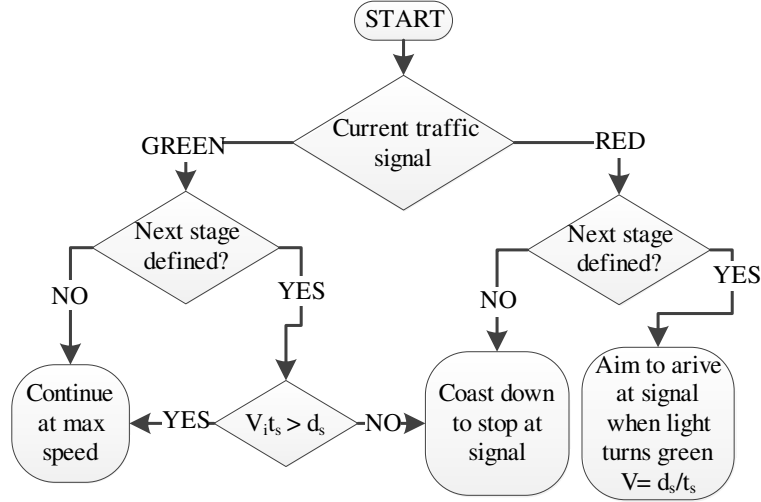 START
Current traffic
signal
GREEN
RED
Next stage
defined?
Next stage
defined?
NO
YES
NO
YES
Continue
at max
speed
YES
Vᵢtₛ > dₛ
NO
Coast down
to stop at
signal
Aim to arive
at signal
when light
turns green
V= dₛ/tₛ